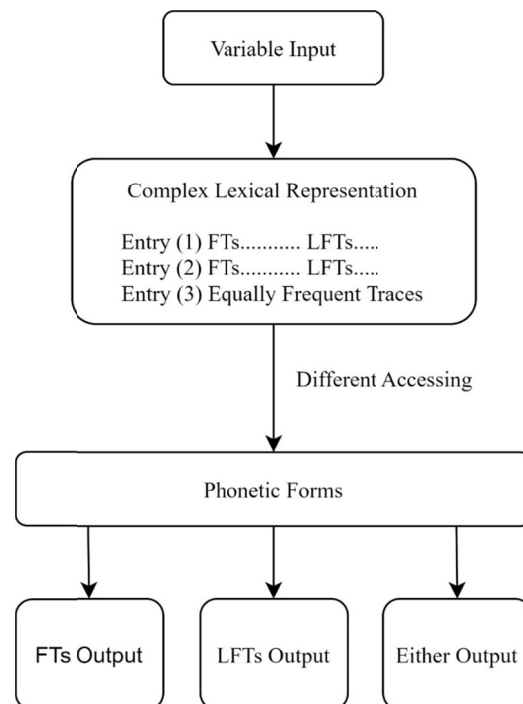 Variable Input
Complex Lexical Representation
Entry (1) FTs........... LFTs.....
Entry (2) FTs........... LFTs.....
Entry (3) Equally Frequent Traces
Different Accessing
Phonetic Forms
FTs Output
LFTs Output
Either Output